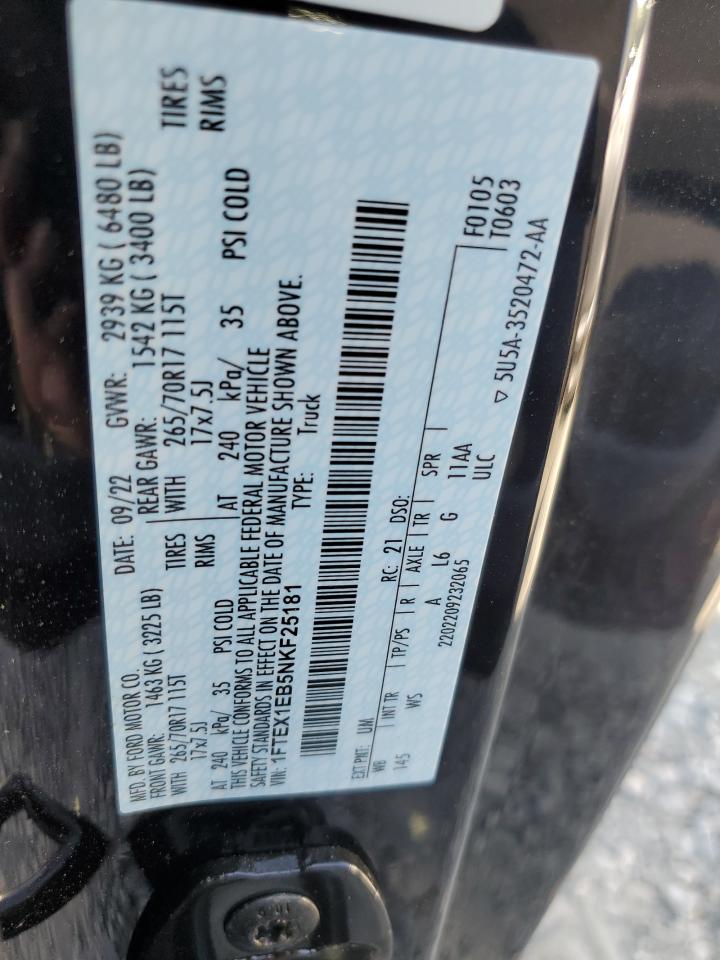 MFD. BY FORD MOTOR CO.
DATE: 09/22 GVWR: 2939 KG ( 6480 LB)
FRONT GAWR: 1463 KG ( 3225 LB) REAR GAWR: 1542 KG ( 3400 LB)
WITH 265/70R17 115T TIRES WITH 265/70R17 115T TIRES
17x7.5J RIMS 17x7.5J RIMS
AT 240 kPa/ 35 PSI COLD AT 240 kPa/ 35 PSI COLD
THIS VEHICLE CONFORMS TO ALL APPLICABLE FEDERAL MOTOR VEHICLE
SAFETY STANDARDS IN EFFECT ON THE DATE OF MANUFACTURE SHOWN ABOVE.
VIN: 1FTEX1EB5NKF25181 TYPE: Truck
EXT PNT: UM RC: 21 DSO: F0105
WB INT TR TP/PS R AXLE TR SPR T0603
145 WS A L6 G 11AA
2202209232065 ULC
▽ 5U5A-3520472-AA